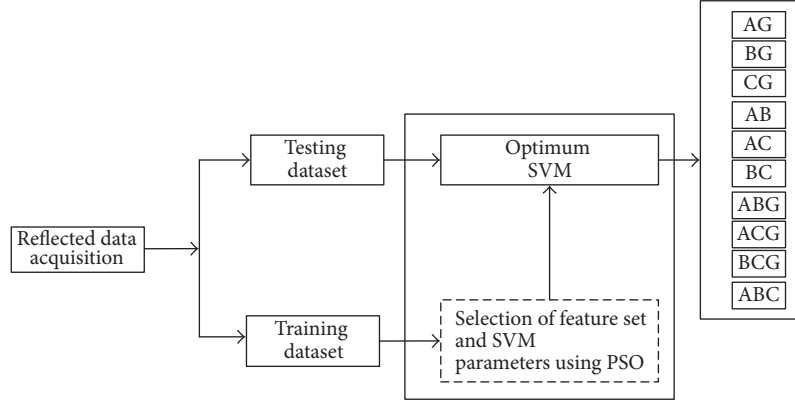 Reflected data
acquisition
Testing
dataset
Training
dataset
Optimum
SVM
Selection of feature set
and SVM
parameters using PSO
AG
BG
CG
AB
AC
BC
ABG
ACG
BCG
ABC